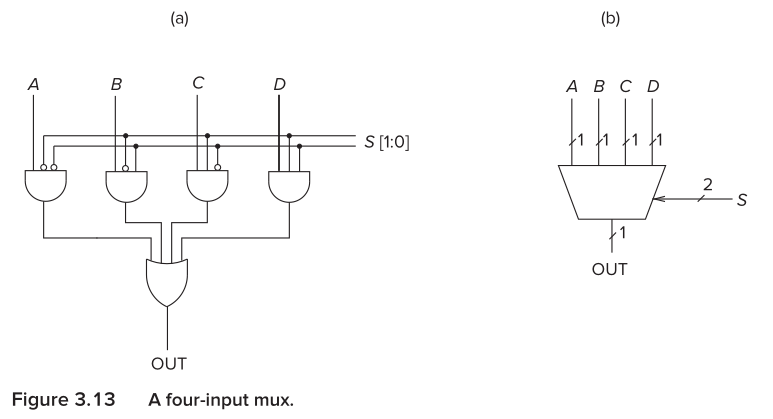 (a) (b)
A B C D
A B C D
S [1:0]
1 1 1 1
2
S
1
OUT
OUT
Figure 3.13 A four-input mux.